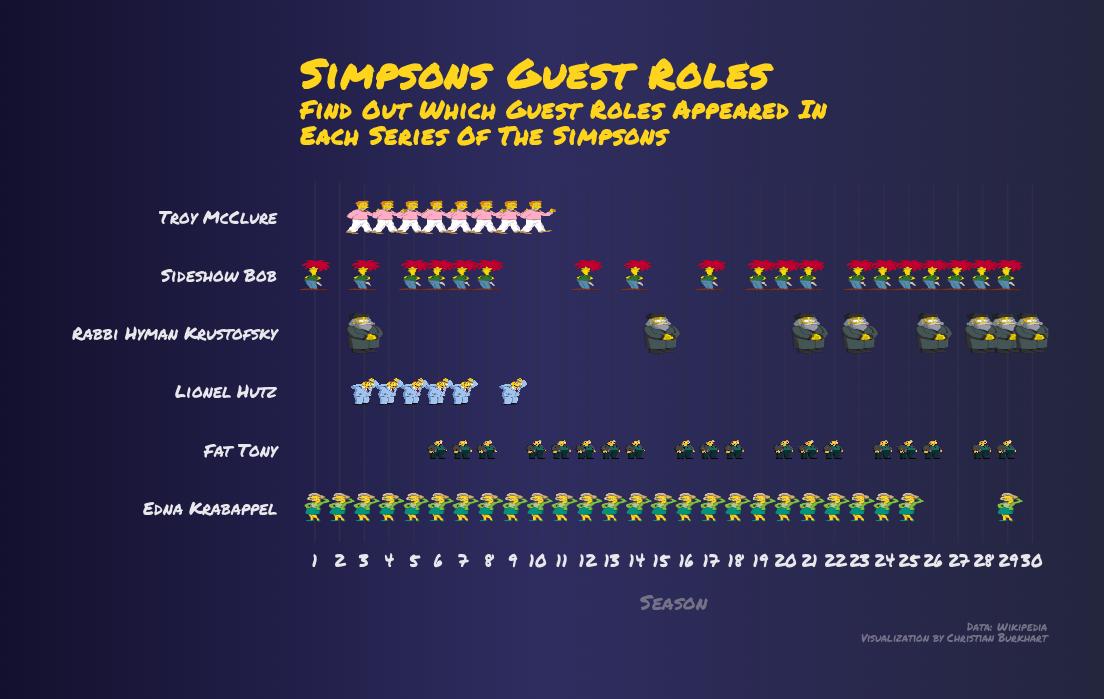 Simpsons Guest Roles
Find Out Which Guest Roles Appeared In
Each Series Of The Simpsons
Troy McClure
Sideshow Bob
Rabbi Hyman Krustofsky
Lionel Hutz
Fat Tony
Edna Krabappel
1 2 3 4 5 6 7 8 9 10 11 12 13 14 15 16 17 18 19 20 21 22 23 24 25 26 27 28 29 30
Season
Data: Wikipedia
Visualization by Christian Burkhart